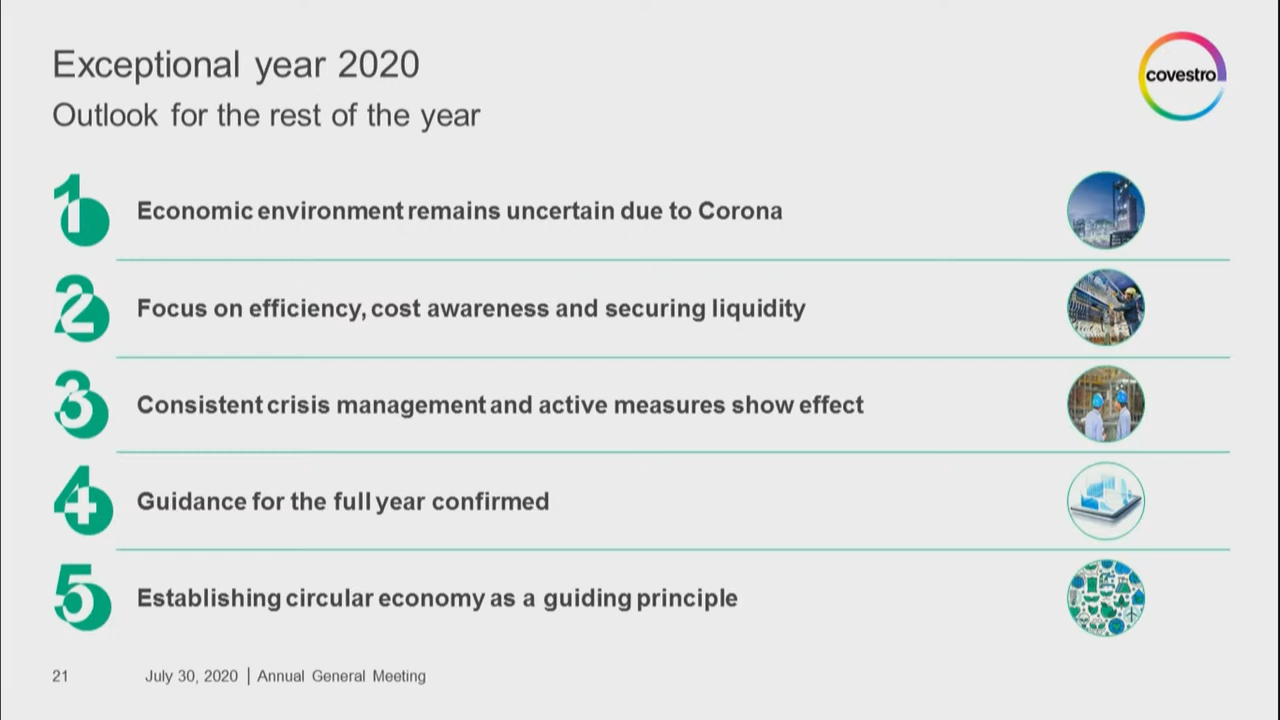 Exceptional year 2020
Outlook for the rest of the year
covestro
1 Economic environment remains uncertain due to Corona
2 Focus on efficiency, cost awareness and securing liquidity
3 Consistent crisis management and active measures show effect
4 Guidance for the full year confirmed
5 Establishing circular economy as a guiding principle
21 July 30, 2020 | Annual General Meeting